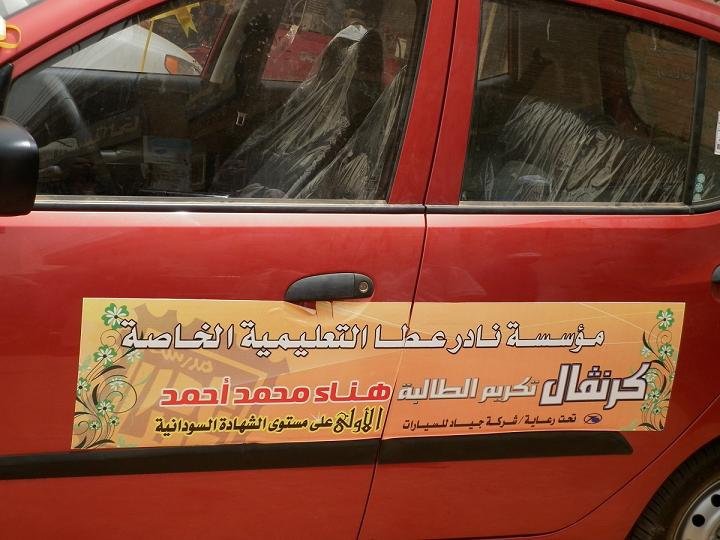 مؤسسة نادر عطا التعليمية الخاصة
كرنڤال تكريم الطالبة هناء محمد أحمد
الأولى على مستوى الشهادة السودانية
تحت رعاية/شركة جياد للسيارات